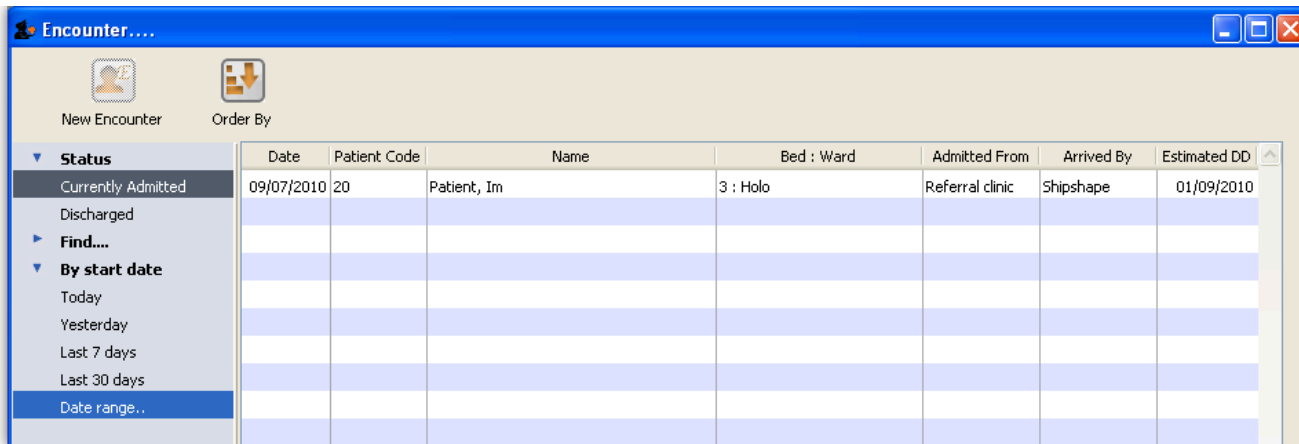 Encounter....
New Encounter Order By
Status
Currently Admitted
Discharged
Find....
By start date
Today
Yesterday
Last 7 days
Last 30 days
Date range..
Date Patient Code Name Bed : Ward Admitted From Arrived By Estimated DD
09/07/2010 20 Patient, Im 3 : Holo Referral clinic Shipshape 01/09/2010